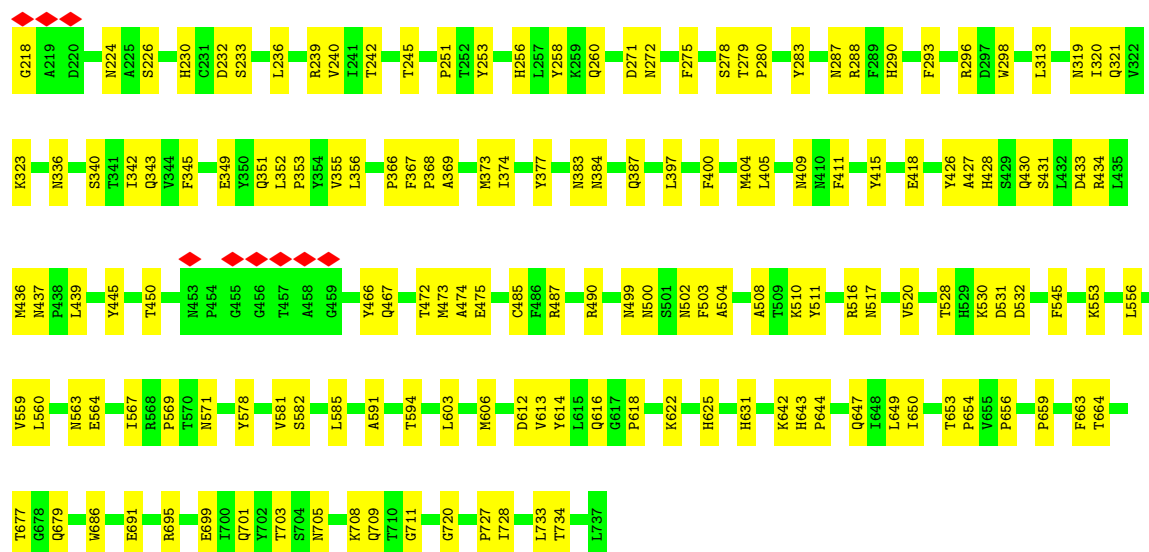 G218 A219 D220 N224 A225 S226 H230 C231 D232 S233 L236 R239 V240 I241 T242 T245 P251 T252 Y253 H256 L257 Y258 K259 Q260 D271 N272 F275 S278 T279 P280 Y283 N287 R288 F289 H290 F293 R296 D297 W298 L313 N319 I320 Q321 V322
K323 N336 S340 T341 I342 Q343 V344 F345 E349 Y350 Q351 L352 P353 Y354 V355 L356 P366 F367 P368 A369 M373 I374 Y377 N383 N384 Q387 L397 F400 M404 L405 N409 N410 F411 Y415 E418 Y426 A427 H428 S429 Q430 S431 L432 D433 R434 L435
M436 N437 P438 L439 Y445 T450 N453 P454 G455 G456 T457 A458 G459 Y466 Q467 T472 M473 A474 E475 C485 F486 R487 R490 N499 N500 S501 N502 F503 A504 A508 T509 K510 Y511 R516 N517 V520 T528 H529 K530 D531 D532 F545 K553 L556
V559 L560 N563 E564 I567 R568 P569 T570 N571 Y578 V581 S582 L585 A591 T594 L603 M606 D612 V613 Y614 L615 Q616 G617 P618 K622 H625 H631 K642 H643 P644 Q647 I648 L649 I650 T653 P654 V655 P656 P659 F663 T664
T677 G678 Q679 W686 E691 R695 E699 I700 Q701 Y702 T703 S704 N705 K708 Q709 T710 G711 G720 P727 I728 L733 T734 L737